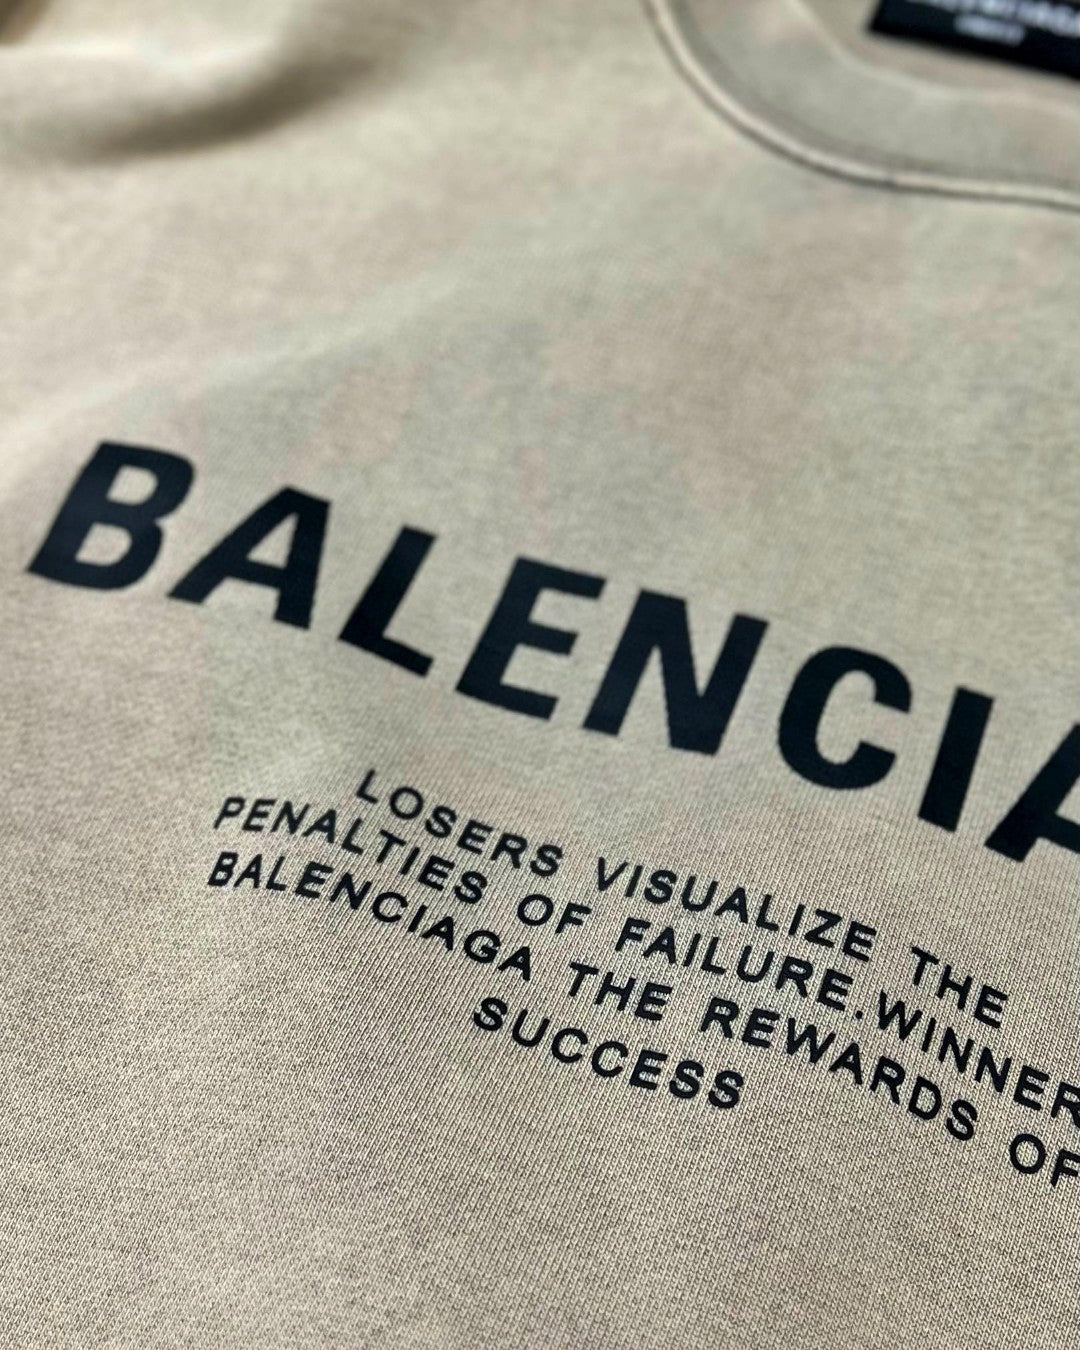 BALENCIA
LOSERS VISUALIZE THE
PENALTIES OF FAILURE.WINNER
BALENCIAGA THE REWARDS OF
SUCCESS